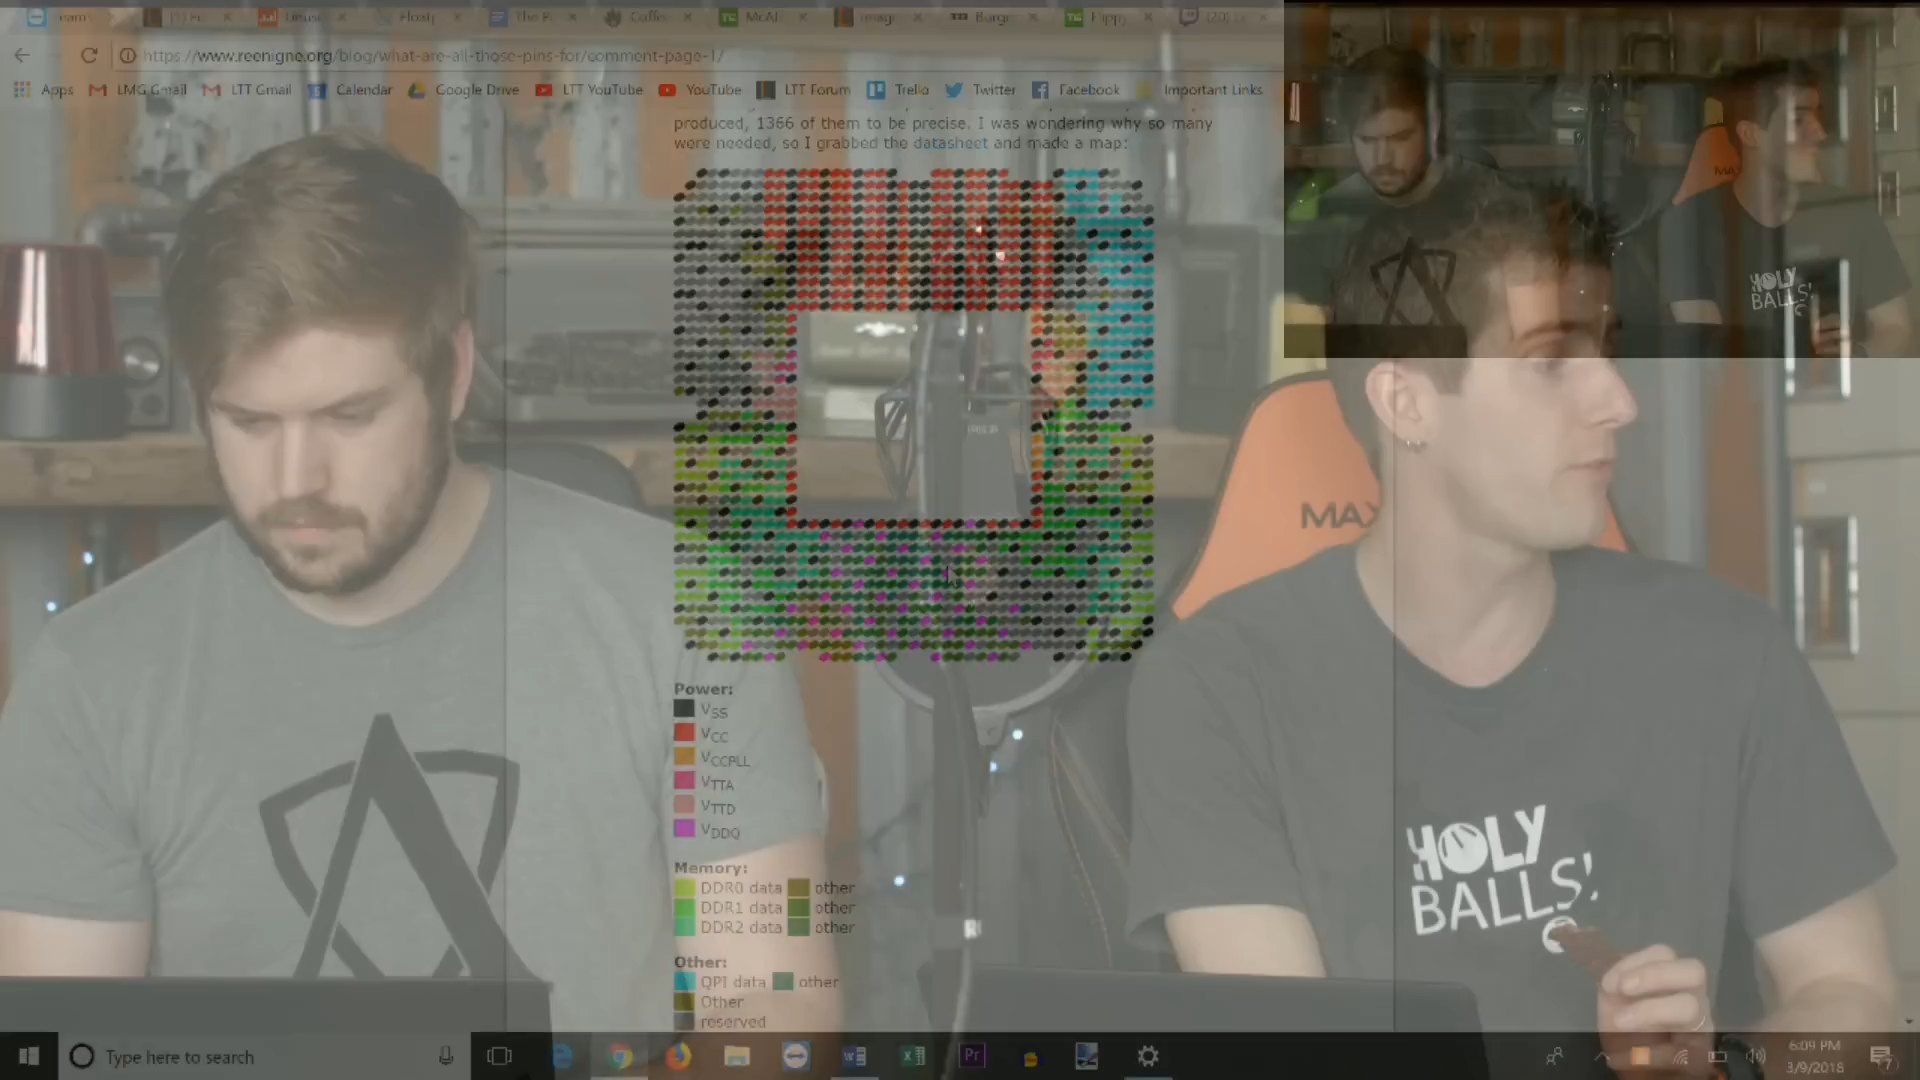 https://www.reenigne.org/blog/what-are-all-those-pins-for/comment-page-1/
Apps LMG Gmail LTT Gmail Calendar Google Drive LTT YouTube YouTube LTT Forum Trello Twitter Facebook Important Links
produced, 1366 of them to be precise. I was wondering why so many
were needed, so I grabbed the datasheet and made a map:
HOLY
BALLS!
MAX
Power:
VSS
VCC
VCCPLL
VTTA
VTTD
VDDQ
Memory:
DDR0 data other
DDR1 data other
DDR2 data other
Other:
QPI data other
Other
reserved
HOLY
BALLS!
Type here to search
Pr
6:09 PM
3/9/2018